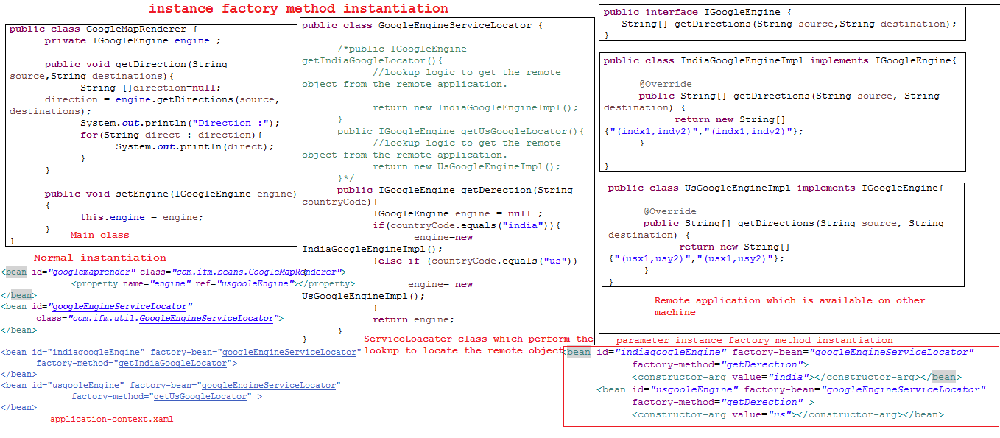 instance factory method instantiation
public class GoogleMapRenderer {
private IGoogleEngine engine ;
public void getDirection(String
source,String destinations){
String []direction=null;
direction = engine.getDirections(source,
destinations);
System.out.println("Direction :");
for(String direct : direction){
System.out.println(direct);
}
}
public void setEngine(IGoogleEngine engine)
{
this.engine = engine;
}
Main class
}
Normal instantiation
<bean id="googlemaprender" class="com.ifm.beans.GoogleMapRenderer">
<property name="engine" ref="usgooleEngine"></property>
</bean>
<bean id="googleEngineServiceLocator"
class="com.ifm.util.GoogleEngineServiceLocator">
</bean>
<bean id="indiagoogleEngine" factory-bean="googleEngineServiceLocator"
factory-method="getIndiaGoogleLocator">
</bean>
<bean id="usgooleEngine" factory-bean="googleEngineServiceLocator"
factory-method="getUsGoogleLocator" >
</bean>
application-context.xaml
public class GoogleEngineServiceLocator {
/*public IGoogleEngine
getIndiaGoogleLocator(){
//lookup logic to get the remote
object from the remote application.
return new IndiaGoogleEngineImpl();
}
public IGoogleEngine getUsGoogleLocator(){
//lookup logic to get the remote
object from the remote application.
return new UsGoogleEngineImpl();
}*/
public IGoogleEngine getDerection(String
countryCode){
IGoogleEngine engine = null ;
if(countryCode.equals("india")){
engine=new
IndiaGoogleEngineImpl();
}else if (countryCode.equals("us"))
{
engine= new
UsGoogleEngineImpl();
}
return engine;
}
}
ServiceLoacater class which perform the
lookup to locate the remote object
public interface IGoogleEngine {
String[] getDirections(String source,String destination);
}
public class IndiaGoogleEngineImpl implements IGoogleEngine{
@Override
public String[] getDirections(String source, String
destination) {
return new String[]
{"(indx1,indy2)","(indx1,indy2)"};
}
}
public class UsGoogleEngineImpl implements IGoogleEngine{
@Override
public String[] getDirections(String source, String
destination) {
return new String[]
{"(usx1,usy2)","(usx1,usy2)"};
}
}
Remote application which is available on other
machine
parameter instance factory method instantiation
<bean id="indiagoogleEngine" factory-bean="googleEngineServiceLocator"
factory-method="getDerection">
<constructor-arg value="india"></constructor-arg></bean>
<bean id="usgooleEngine" factory-bean="googleEngineServiceLocator"
factory-method="getDerection" >
<constructor-arg value="us"></constructor-arg></bean>